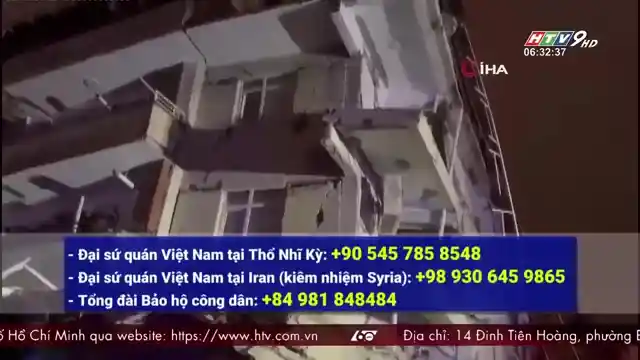 HTV9 HD
06:32:37
İHA
- Đại sứ quán Việt Nam tại Thổ Nhĩ Kỳ: +90 545 785 8548
- Đại sứ quán Việt Nam tại Iran (kiêm nhiệm Syria): +98 930 645 9865
- Tổng đài Bảo hộ công dân: +84 981 848484
Hồ Chí Minh qua website: https://www.htv.com.vn
60
Địa chỉ: 14 Đinh Tiên Hoàng, phường